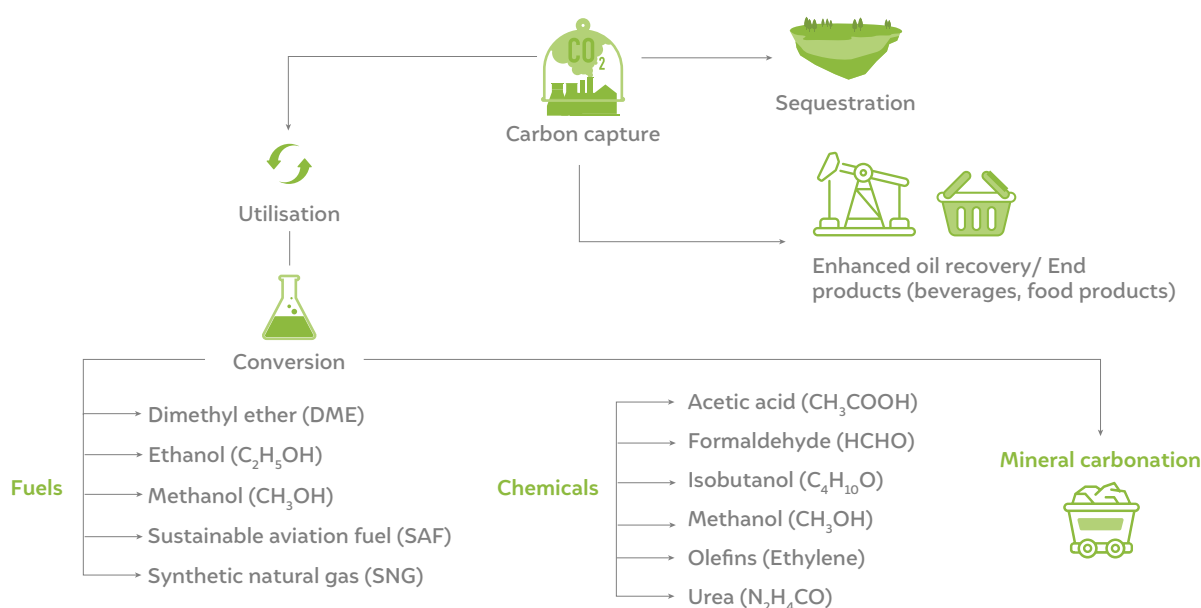 CO₂
Carbon capture
Sequestration
Utilisation
Enhanced oil recovery/ End
products (beverages, food products)
Conversion
Fuels
Dimethyl ether (DME)
Ethanol (C₂H₅OH)
Methanol (CH₃OH)
Sustainable aviation fuel (SAF)
Synthetic natural gas (SNG)
Chemicals
Acetic acid (CH₃COOH)
Formaldehyde (HCHO)
Isobutanol (C₄H₁₀O)
Methanol (CH₃OH)
Olefins (Ethylene)
Urea (N₂H₄CO)
Mineral carbonation